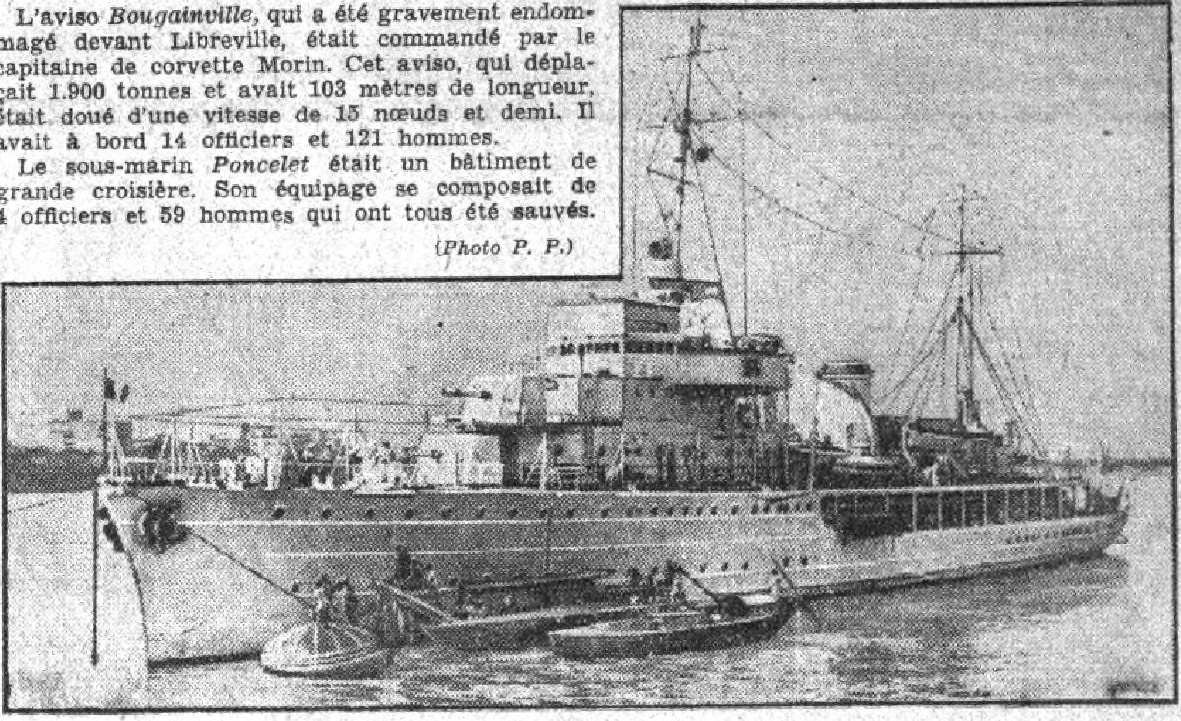 L'aviso Bougainville, qui a été gravement endom-
magé devant Libreville, était commandé par le
capitaine de corvette Morin. Cet aviso, qui dépla-
çait 1.900 tonnes et avait 103 mètres de longueur,
était doué d'une vitesse de 15 nœuds et demi. Il
avait à bord 14 officiers et 121 hommes.
Le sous-marin Poncelet était un bâtiment de
grande croisière. Son équipage se composait de
4 officiers et 59 hommes qui ont tous été sauvés.
(Photo P. P.)